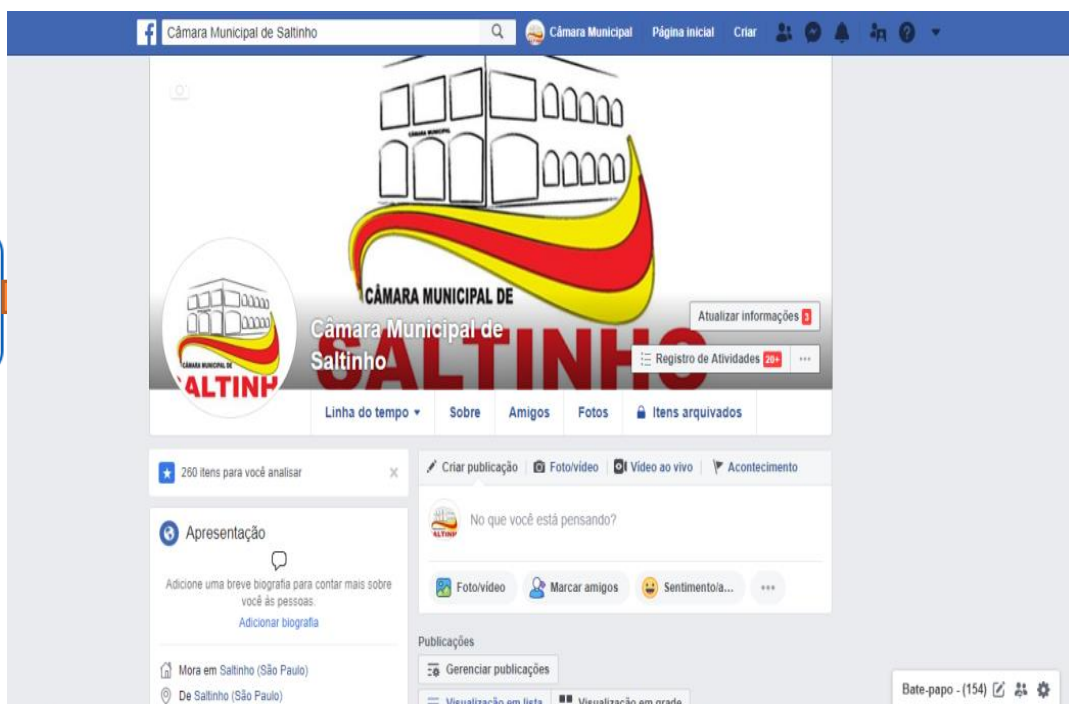 Câmara Municipal de Saltinho
Câmara Municipal Página inicial Criar
CÂMARA MUNICIPAL
CÂMARA MUNICIPAL DE
SALTINHO
CÂMARA MUNICIPAL DE
ALTINH
Câmara Municipal de
Saltinho
Atualizar informações 3
Registro de Atividades 20+ ...
Linha do tempo Sobre Amigos Fotos Itens arquivados
260 itens para você analisar
Apresentação
Adicione uma breve biografia para contar mais sobre
você às pessoas.
Adicionar biografia
Mora em Saltinho (São Paulo)
De Saltinho (São Paulo)
Criar publicação Foto/vídeo Vídeo ao vivo Acontecimento
No que você está pensando?
Foto/vídeo Marcar amigos Sentimento/a... ...
Publicações
Gerenciar publicações
Visualização em lista Visualização em grade
Bate-papo - (154)